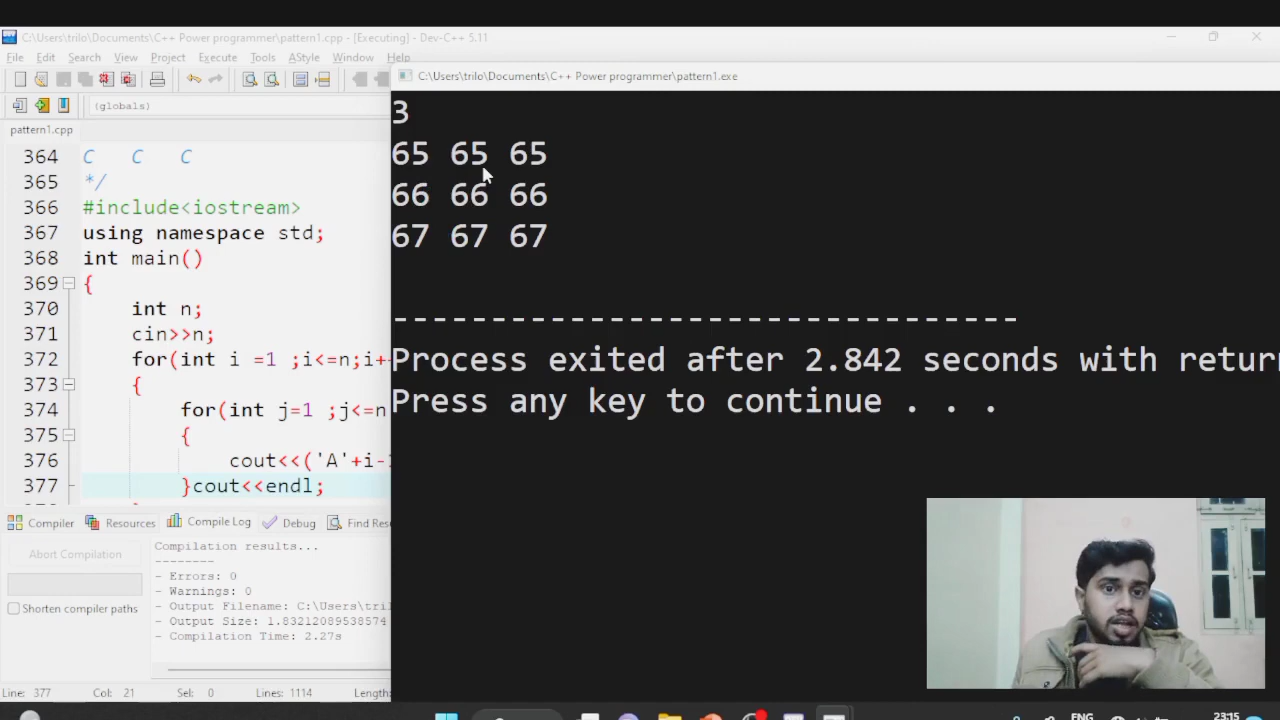 C:\Users\trilo\Documents\C++ Power programmer\pattern1.cpp - [Executing] - Dev-C++ 5.11
File Edit Search View Project Execute Tools AStyle Window Help
(globals)
pattern1.cpp
364 C C C
365 */
366 #include<iostream>
367 using namespace std;
368 int main()
369 {
370 int n;
371 cin>>n;
372 for(int i =1 ;i<=n;i+
373 {
374 for(int j=1 ;j<=n
375 {
376 cout<<('A'+i-
377 }cout<<endl;
C:\Users\trilo\Documents\C++ Power programmer\pattern1.exe
3
65 65 65
66 66 66
67 67 67
--------------------------------
Process exited after 2.842 seconds with return
Press any key to continue . . .
Compiler Resources Compile Log Debug Find Res
Abort Compilation
Shorten compiler paths
Compilation results...
--------
- Errors: 0
- Warnings: 0
- Output Filename: C:\Users\tril
- Output Size: 1.83212089538574
- Compilation Time: 2.27s
Line: 377 Col: 21 Sel: 0 Lines: 1114 Length:
ENG 23:15